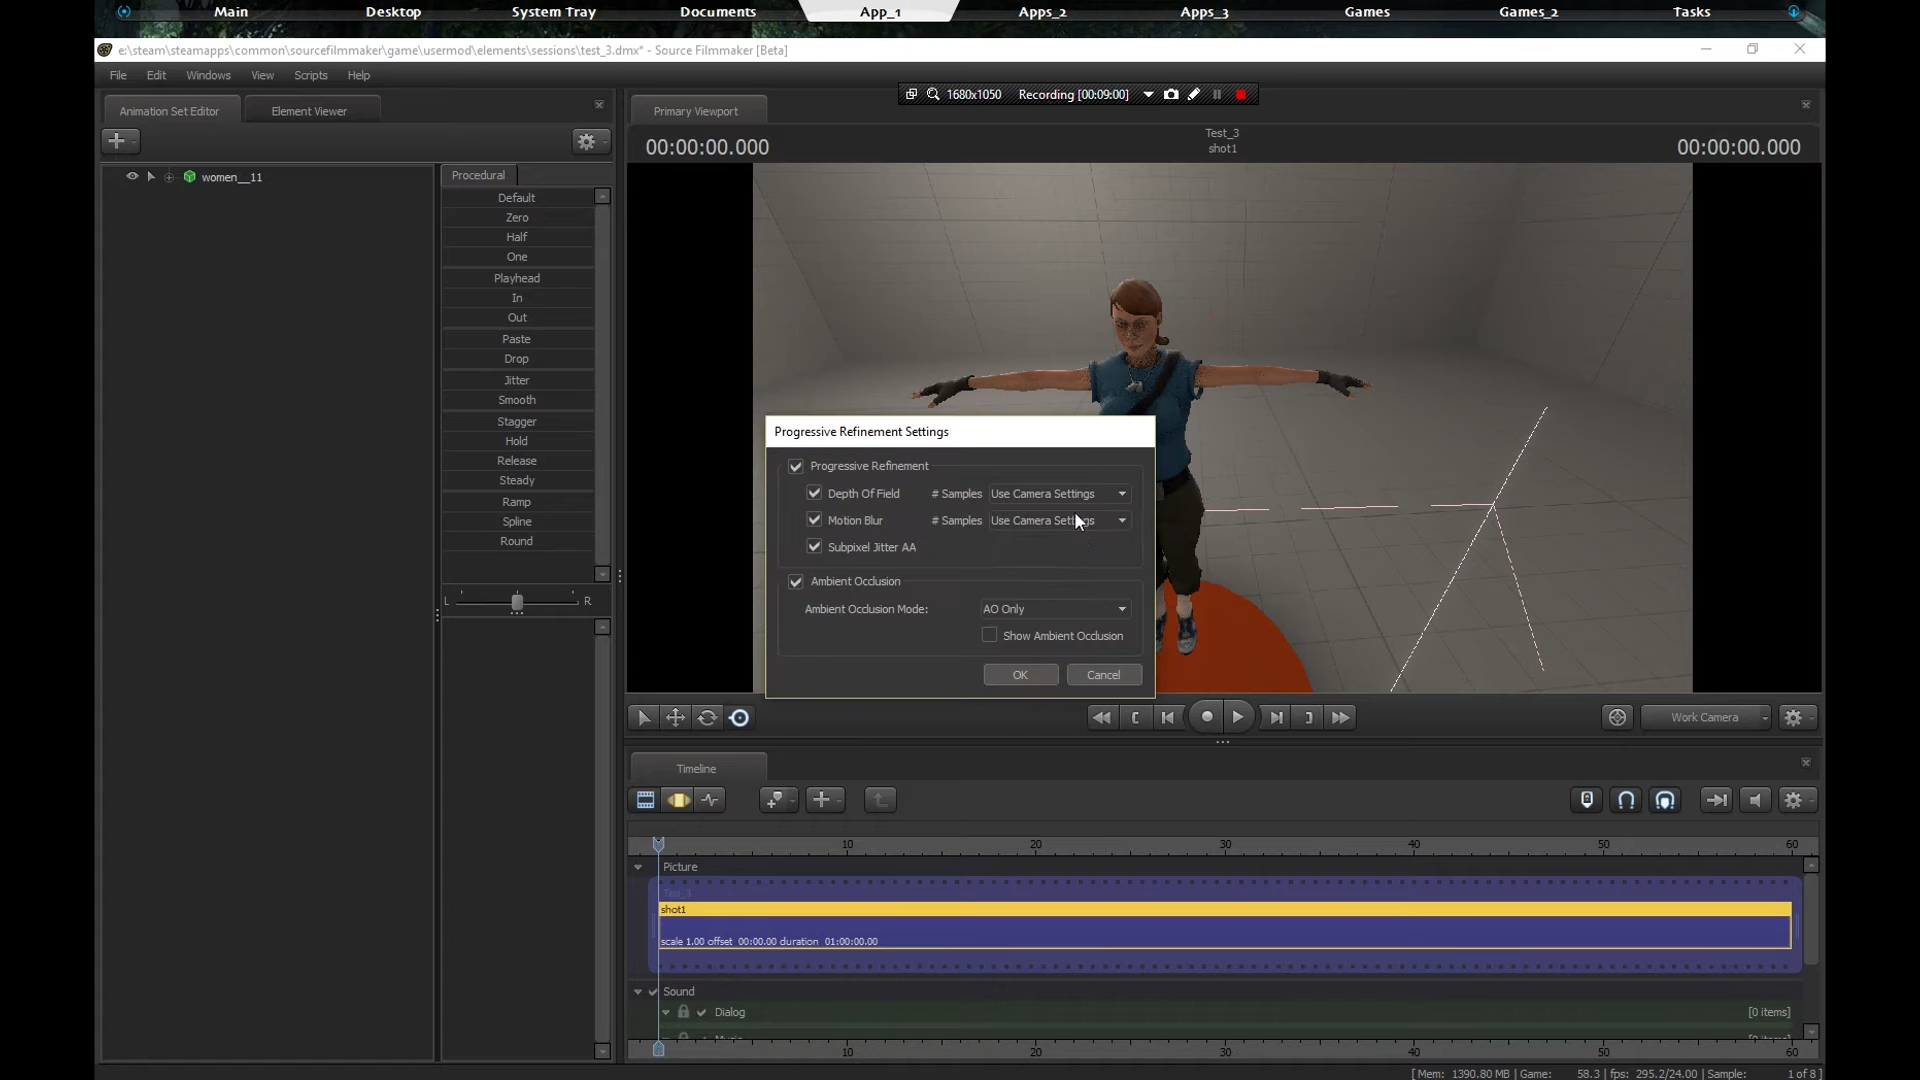 Main Desktop System Tray Documents App_1 Apps_2 Apps_3 Games Games_2 Tasks
e:\steam\steamapps\common\sourcefilmmaker\game\usermod\elements\sessions\test_3.dmx* - Source Filmmaker [Beta]
File Edit Windows View Scripts Help
1680x1050 Recording [00:09:00]
Animation Set Editor Element Viewer
Primary Viewport
Test_3
00:00:00.000 shot1 00:00:00.000
women__11
Procedural
Default
Zero
Half
One
Playhead
In
Out
Paste
Drop
Jitter
Smooth
Stagger
Hold
Release
Steady
Ramp
Spline
Round
L R
Progressive Refinement Settings
Progressive Refinement
Depth Of Field # Samples Use Camera Settings
Motion Blur # Samples Use Camera Settings
Subpixel Jitter AA
Ambient Occlusion
Ambient Occlusion Mode: AO Only
Show Ambient Occlusion
OK Cancel
Work Camera
Timeline
10 20 30 40 50 60
Picture
Test_3
shot1
scale 1.00 offset 00:00.00 duration 01:00:00.00
Sound
Dialog [0 items]
10 20 30 40 50 60
[ Mem: 1390.80 MB | Game: 58.3 | fps: 295.2/24.00 | Sample: 1 of 8 ]